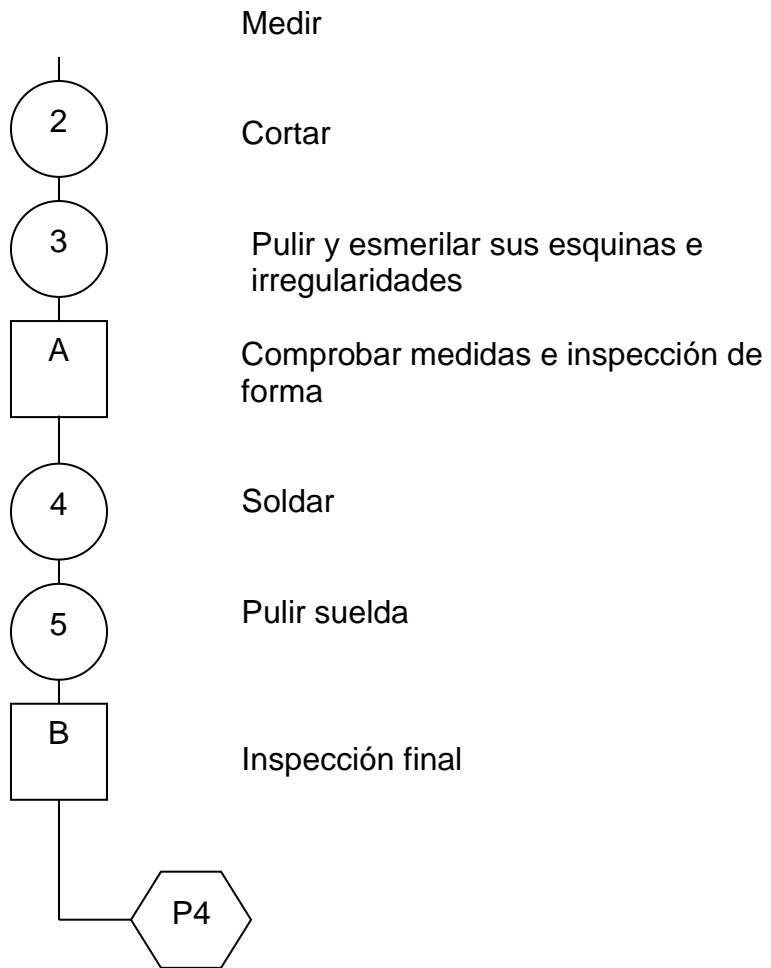 Medir
2
Cortar
3
Pulir y esmerilar sus esquinas e
irregularidades
A
Comprobar medidas e inspección de
forma
4
Soldar
5
Pulir suelda
B
Inspección final
P4